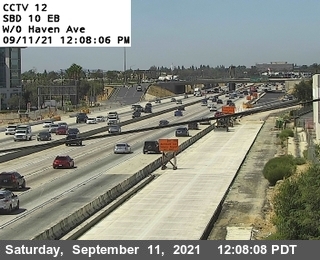 CCTV 12
SBD 10 EB
W/O Haven Ave
09/11/21 12:08:06 PM
Saturday, September 11, 2021 12:08:08 PDT